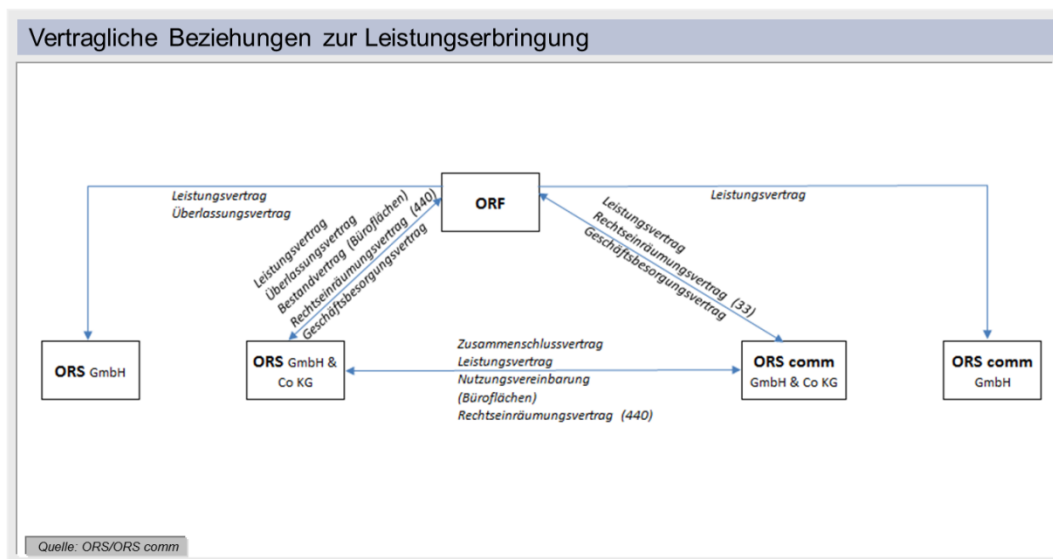 Vertragliche Beziehungen zur Leistungserbringung
Leistungsvertrag
Überlassungsvertrag
ORF
Leistungsvertrag
Leistungsvertrag
Überlassungsvertrag
Bestandvertrag (Büroflächen)
Rechtseinräumungsvertrag (440)
Geschäftsbesorgungsvertrag
Leistungsvertrag
Rechtseinräumungsvertrag (33)
Geschäftsbesorgungsvertrag
ORS GmbH
ORS GmbH &
Co KG
Zusammenschlussvertrag
Leistungsvertrag
Nutzungsvereinbarung
(Büroflächen)
Rechtseinräumungsvertrag (440)
ORS comm
GmbH & Co KG
ORS comm
GmbH
Quelle: ORS/ORS comm